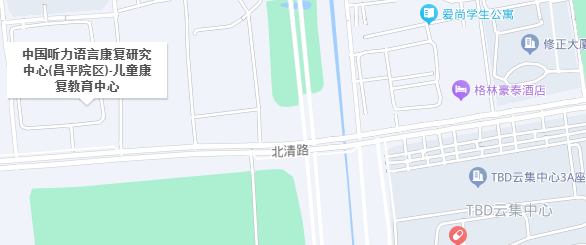 爱尚学生公寓
修正大厦
中国听力语言康复研究
中心(昌平院区)-儿童康
复教育中心
格林豪泰酒店
北清路
TBD云集中心3A座
TBD云集中心